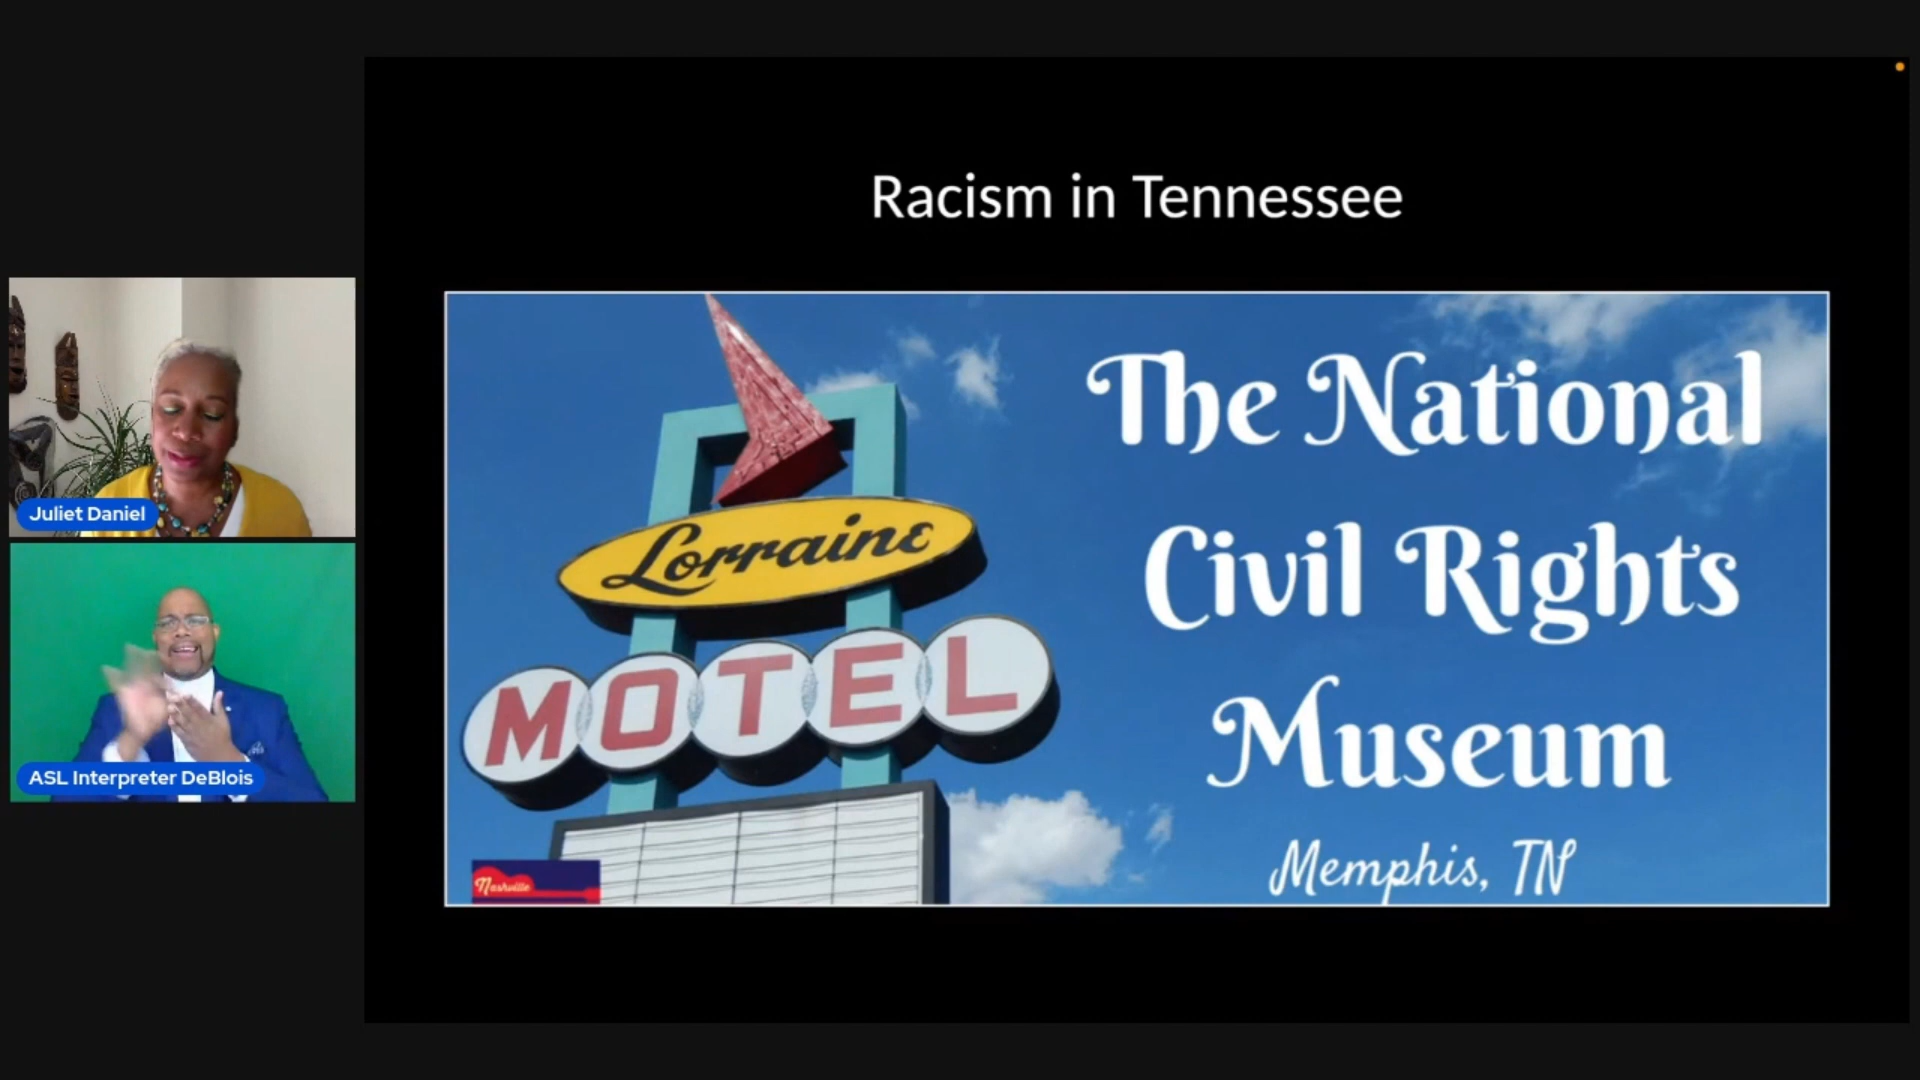 Racism in Tennessee
Lorraine
MOTEL
The National
Civil Rights
Museum
Memphis, TN
Nashville
Juliet Daniel
ASL Interpreter DeBlois